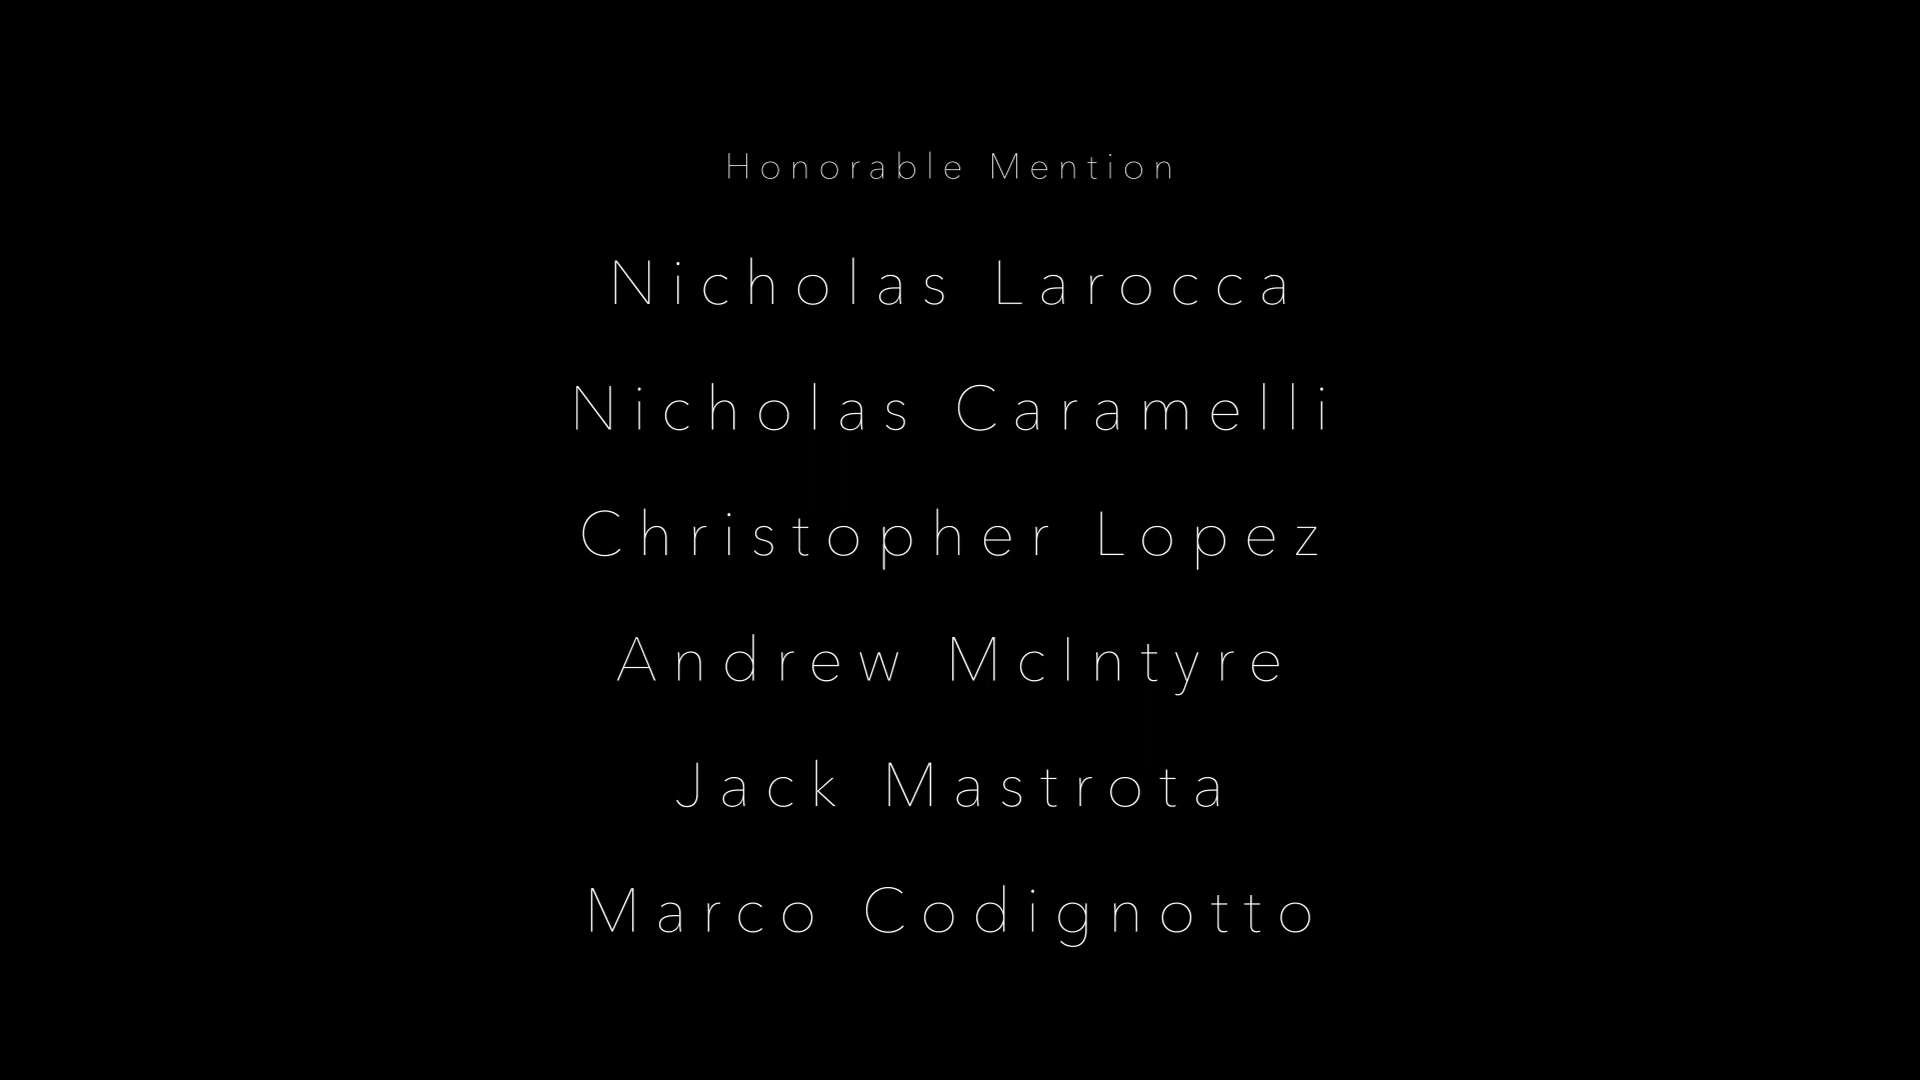 Honorable Mention
Nicholas Larocca
Nicholas Caramelli
Christopher Lopez
Andrew McIntyre
Jack Mastrota
Marco Codignotto